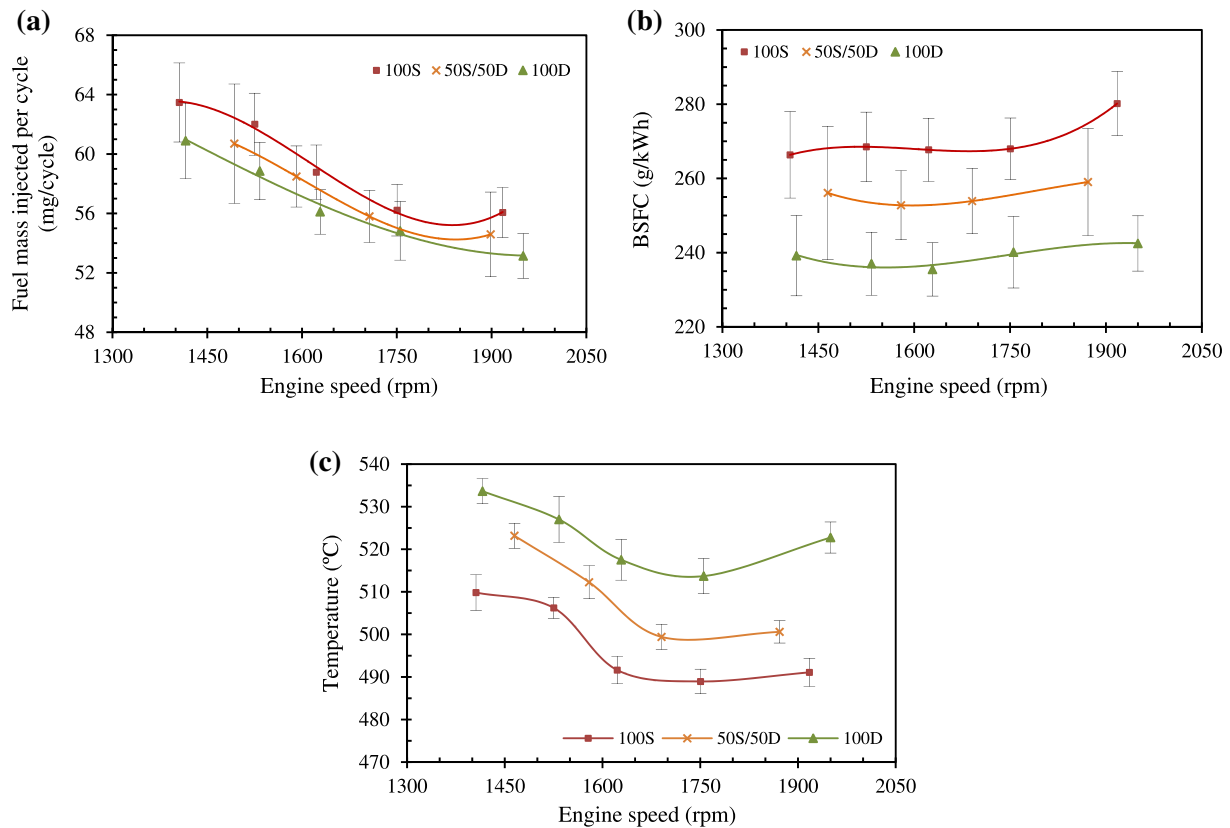 (a)
68
64
60
56
52
48
1300
1450
1600
1750
1900
2050
Fuel mass injected per cycle
(mg/cycle)
Engine speed (rpm)
100S
50S/50D
100D
(b)
300
280
260
240
220
1300
1450
1600
1750
1900
2050
BSFC (g/kWh)
Engine speed (rpm)
100S
50S/50D
100D
(c)
540
530
520
510
500
490
480
470
1300
1450
1600
1750
1900
2050
Temperature (ºC)
Engine speed (rpm)
100S
50S/50D
100D